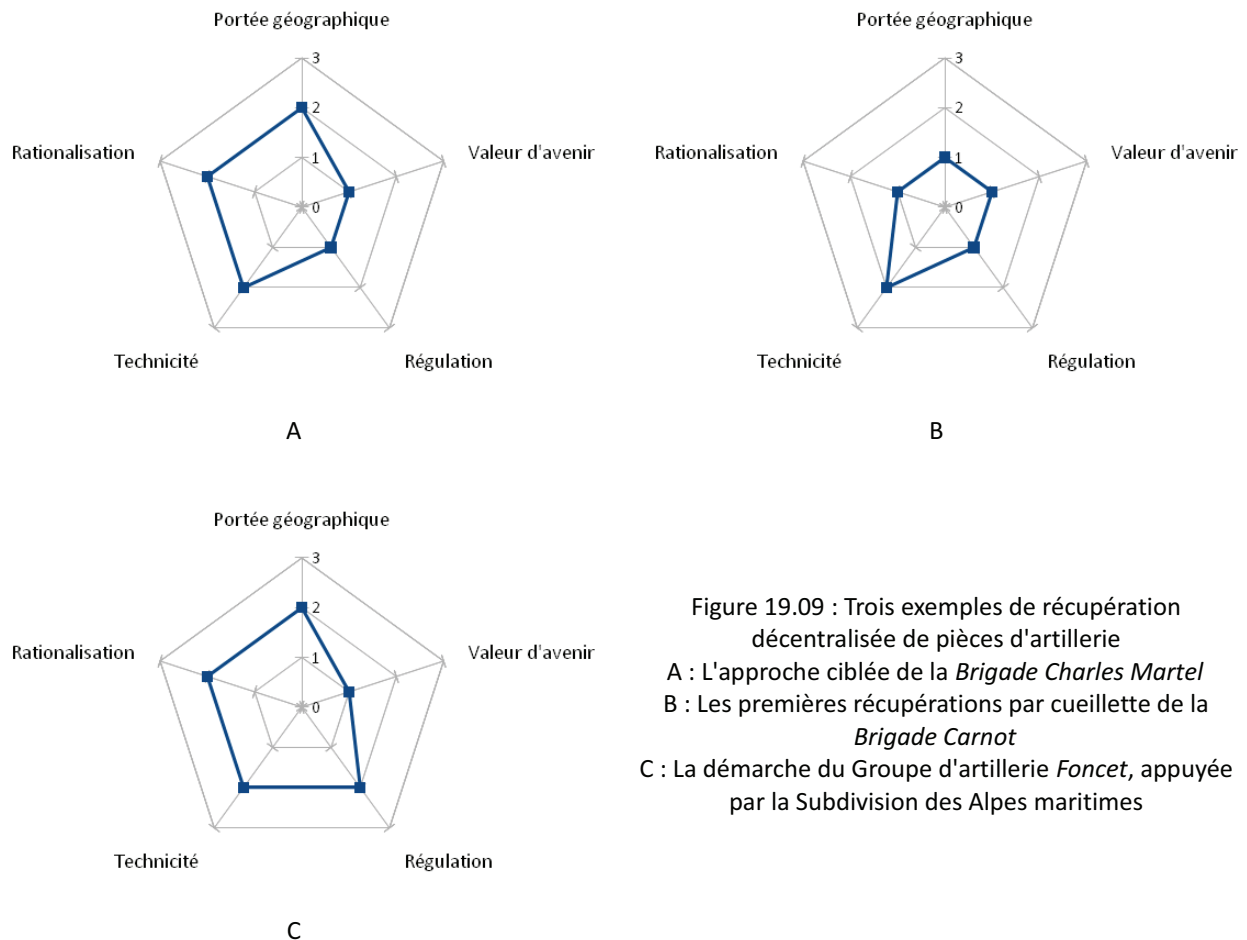 Portée géographique
3
2
1
0
Rationalisation
Valeur d'avenir
Technicité
Régulation
A
Portée géographique
3
2
1
0
Rationalisation
Valeur d'avenir
Technicité
Régulation
B
Portée géographique
3
2
1
0
Rationalisation
Valeur d'avenir
Technicité
Régulation
C
Figure 19.09 : Trois exemples de récupération
décentralisée de pièces d'artillerie
A : L'approche ciblée de la Brigade Charles Martel
B : Les premières récupérations par cueillette de la
Brigade Carnot
C : La démarche du Groupe d'artillerie Foncet, appuyée
par la Subdivision des Alpes maritimes